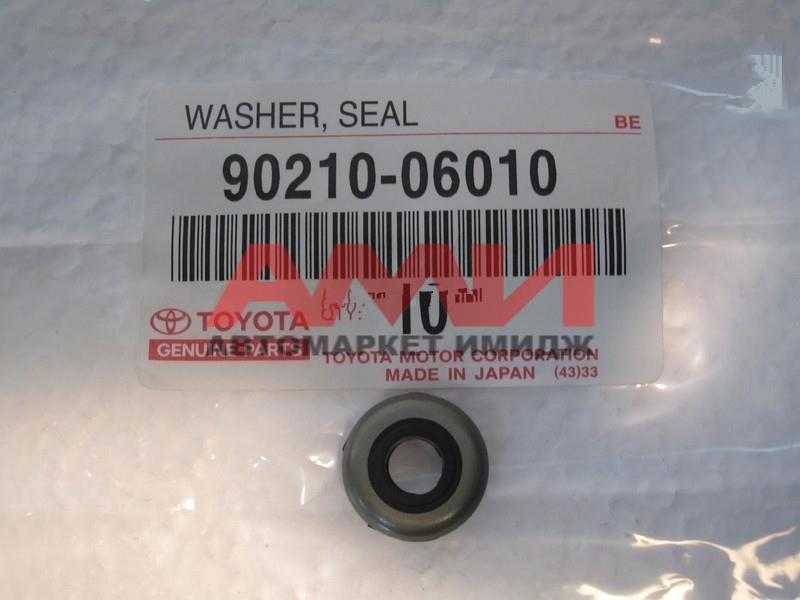 WASHER, SEAL BE
90210-06010
АМИ
10
TOYOTA
АВТОМАРКЕТ ИМИДЖ
GENUINE PARTS
TOYOTA MOTOR CORPORATION
MADE IN JAPAN (43)33